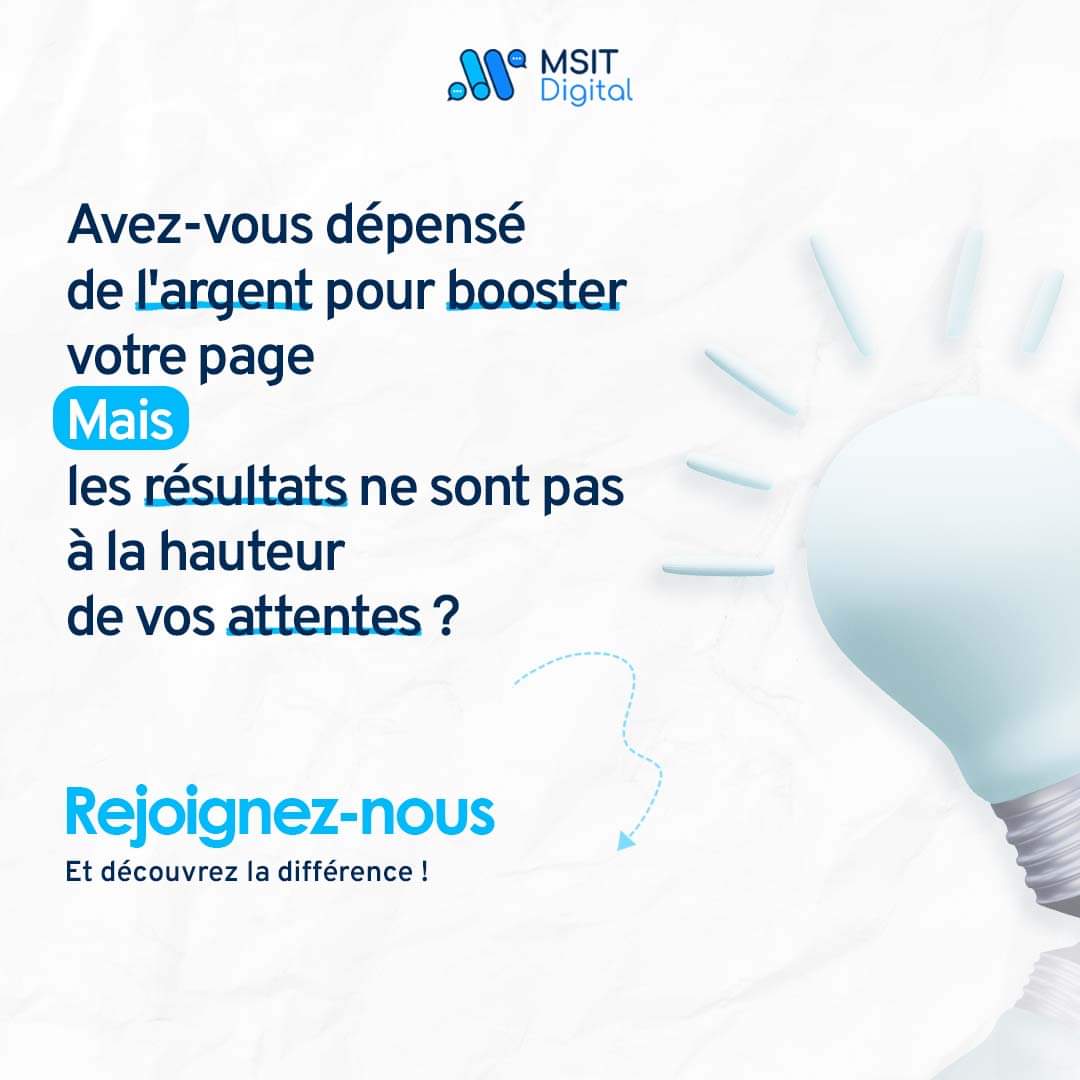 MSIT
Digital
Avez-vous dépensé
de l'argent pour booster
votre page
Mais
les résultats ne sont pas
à la hauteur
de vos attentes ?
Rejoignez-nous
Et découvrez la différence !